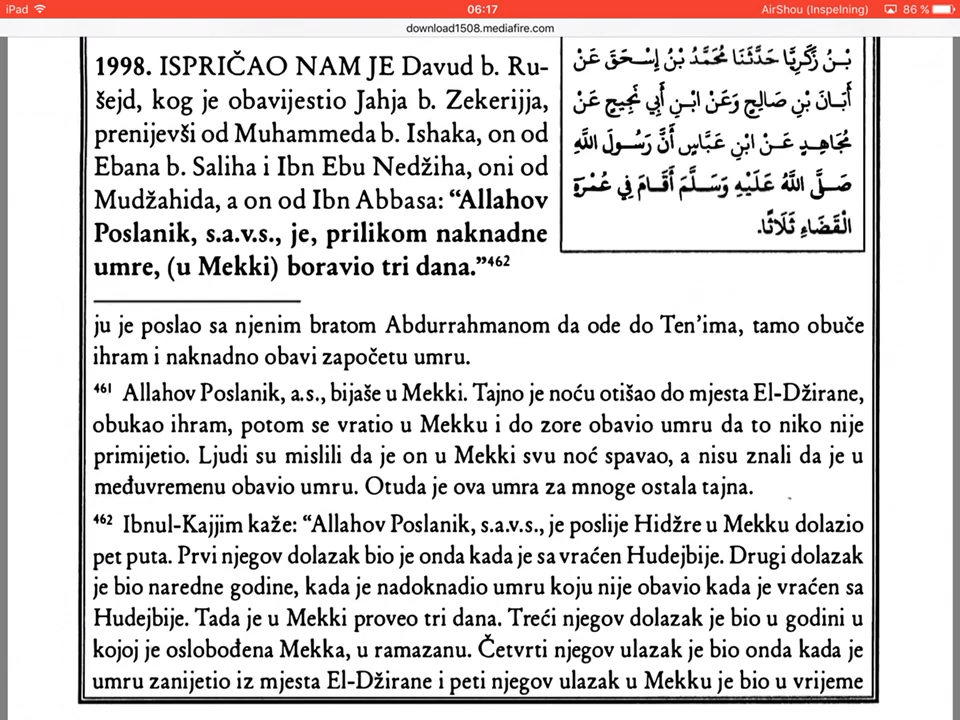 iPad 06:17 AirShou (Inspelning) 86 %
download1508.mediafire.com
1998. ISPRIČAO NAM JE Davud b. Ru-
šejd, kog je obavijestio Jahja b. Zekerijja,
prenijevši od Muhammeda b. Ishaka, on od
Ebana b. Saliha i Ibn Ebu Nedžiha, oni od
Mudžahida, a on od Ibn Abbasa: “Allahov
Poslanik, s.a.v.s., je, prilikom naknadne
umre, (u Mekki) boravio tri dana.”⁴⁶²
بْنُ زَكَرِيَّا حَدَّثَنَا مُحَمَّدُ بْنُ إِسْحَقَ عَنْ
أَبَانَ بْنِ صَالِحٍ وَعَنْ ابْنِ أَبِي نَجِيحٍ عَنْ
مُجَاهِدٍ عَنْ ابْنِ عَبَّاسٍ أَنَّ رَسُولَ اللَّهِ
صَلَّى اللَّهُ عَلَيْهِ وَسَلَّمَ أَقَامَ فِي عُمْرَةِ
الْقَضَاءِ ثَلَاثًا.
ju je poslao sa njenim bratom Abdurrahmanom da ode do Ten’ima, tamo obuče
ihram i naknadno obavi započetu umru.
⁴⁶¹ Allahov Poslanik, a.s., bijaše u Mekki. Tajno je noću otišao do mjesta El-Džirane,
obukao ihram, potom se vratio u Mekku i do zore obavio umru da to niko nije
primijetio. Ljudi su mislili da je on u Mekki svu noć spavao, a nisu znali da je u
međuvremenu obavio umru. Otuda je ova umra za mnoge ostala tajna.
⁴⁶² Ibnul-Kajjim kaže: “Allahov Poslanik, s.a.v.s., je poslije Hidžre u Mekku dolazio
pet puta. Prvi njegov dolazak bio je onda kada je sa vraćen Hudejbije. Drugi dolazak
je bio naredne godine, kada je nadoknadio umru koju nije obavio kada je vraćen sa
Hudejbije. Tada je u Mekki proveo tri dana. Treći njegov dolazak je bio u godini u
kojoj je oslobođena Mekka, u ramazanu. Četvrti njegov ulazak je bio onda kada je
umru zanijetio iz mjesta El-Džirane i peti njegov ulazak u Mekku je bio u vrijeme